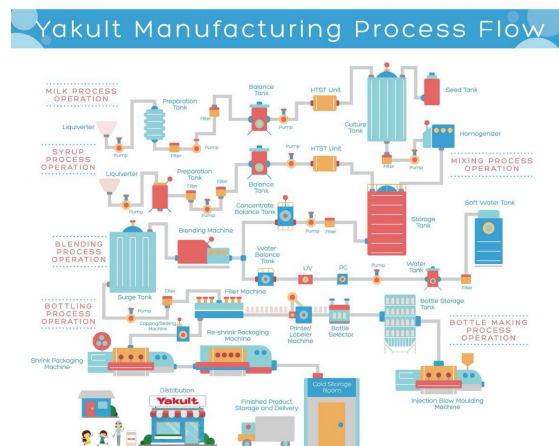 Yakult Manufacturing Process Flow
MILK PROCESS
OPERATION
Liquiverter
Pump
Preparation
Tank
Filter
Pump
Filter
Balance
Tank
Pump
HTST Unit
Culture
Tank
Seed Tank
Filter
Pump
Homogenizer
SYRUP
PROCESS
OPERATION
Liquiverter
Pump
Preparation
Tank
Filter
Pump
Filter
Balance
Tank
Pump
HTST Unit
MIXING PROCESS
OPERATION
Storage
Tank
Concentrate
Balance Tank
Pump
Filter
Soft Water Tank
BLENDING
PROCESS
OPERATION
Blending Machine
Surge Tank
Water
Balance
Tank
UV
PC
Pump
Water
Tank
Filter
BOTTLING
PROCESS
OPERATION
Pump
Filter
Filler Machine
Capping/Sealing
Machine
Printer/
Labeler
Machine
Bottle
Selector
Bottle Storage
Tank
BOTTLE MAKING
PROCESS
OPERATION
Shrink Packaging
Machine
Re-shrink Packaging
Machine
Injection Blow Moulding
Machine
Distribution
Yakult
Finished Product
Storage and Delivery
Cold Storage
Room